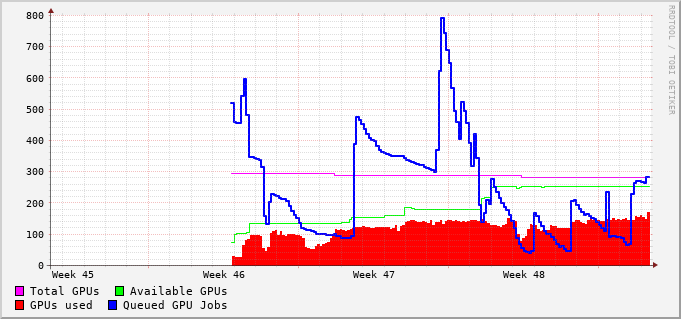 800
700
600
500
400
300
200
100
0
Week 45 Week 46 Week 47 Week 48
RRDTOOL / TOBI OETIKER
Total GPUs Available GPUs
GPUs used Queued GPU Jobs